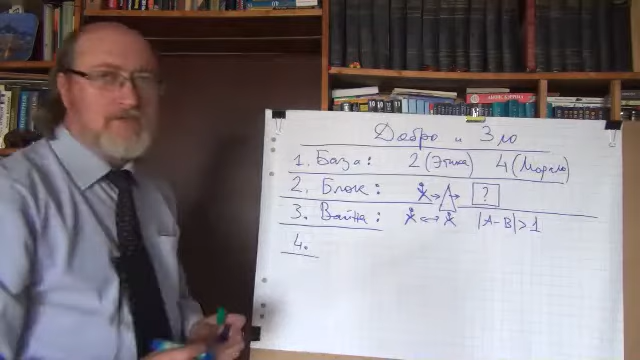 Добро и Зло
1. База: 2 (Этика) 4 (Мораль)
2. Блок: ?
3. Война: |A-B|>1
4.